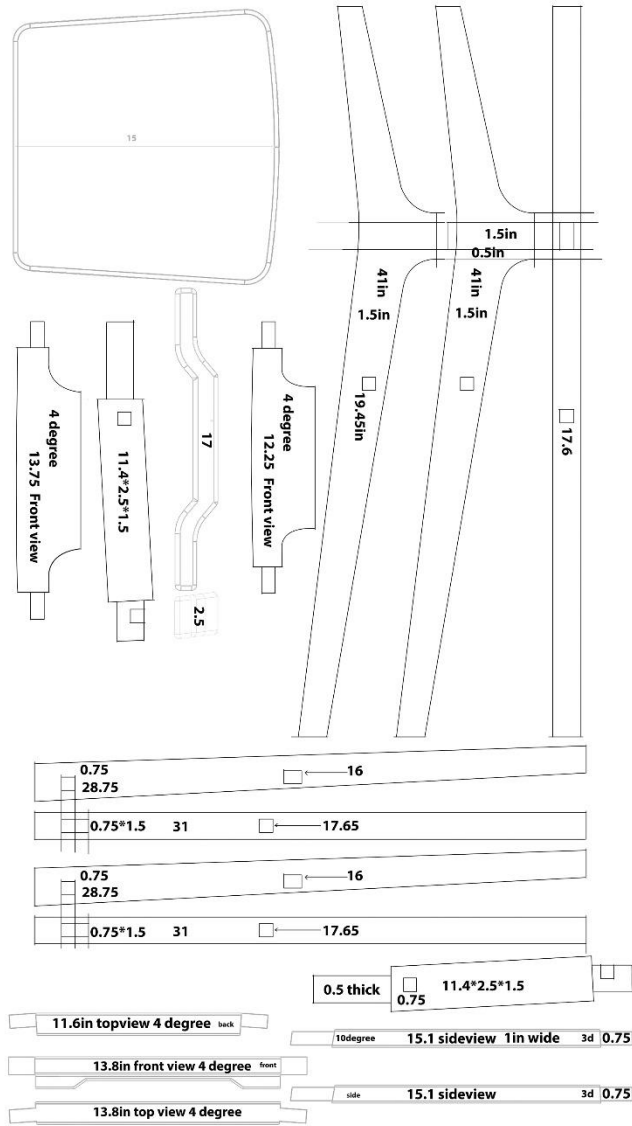 15
1.5in
0.5in
41in
1.5in
41in
1.5in
19.45in
17.6
4 degree
13.75 Front view
11.4*2.5*1.5
17
4 degree
12.25 Front view
2.5
0.75
28.75
16
0.75*1.5 31 17.65
0.75
28.75
16
0.75*1.5 31 17.65
0.5 thick
0.75
11.4*2.5*1.5
11.6in topview 4 degree back
10degree 15.1 sideview 1in wide 3d 0.75
13.8in front view 4 degree front
side 15.1 sideview 3d 0.75
13.8in top view 4 degree